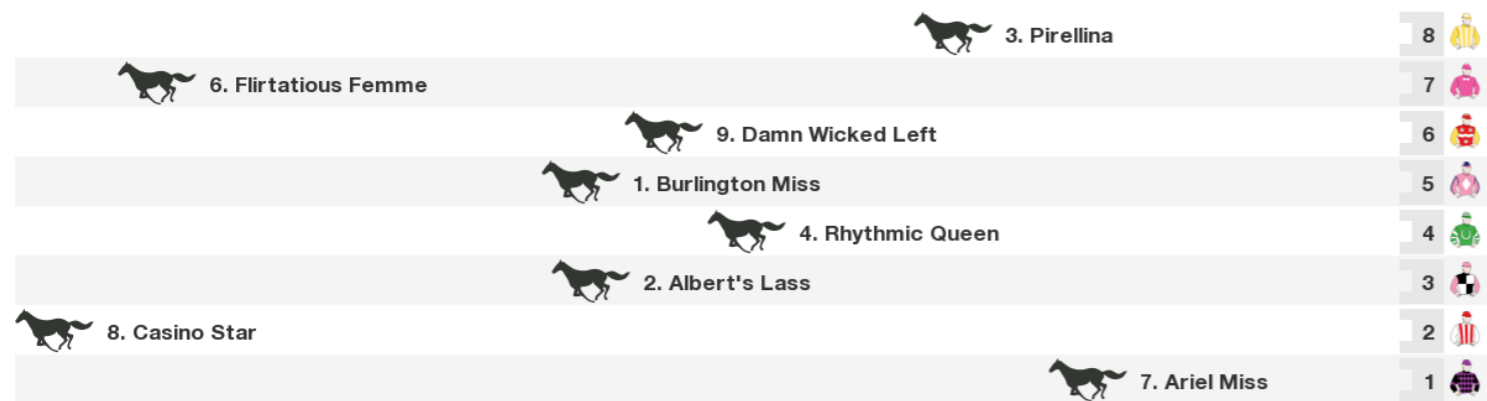 3. Pirellina 8
6. Flirtatious Femme 7
9. Damn Wicked Left 6
1. Burlington Miss 5
4. Rhythmic Queen 4
2. Albert's Lass 3
8. Casino Star 2
7. Ariel Miss 1